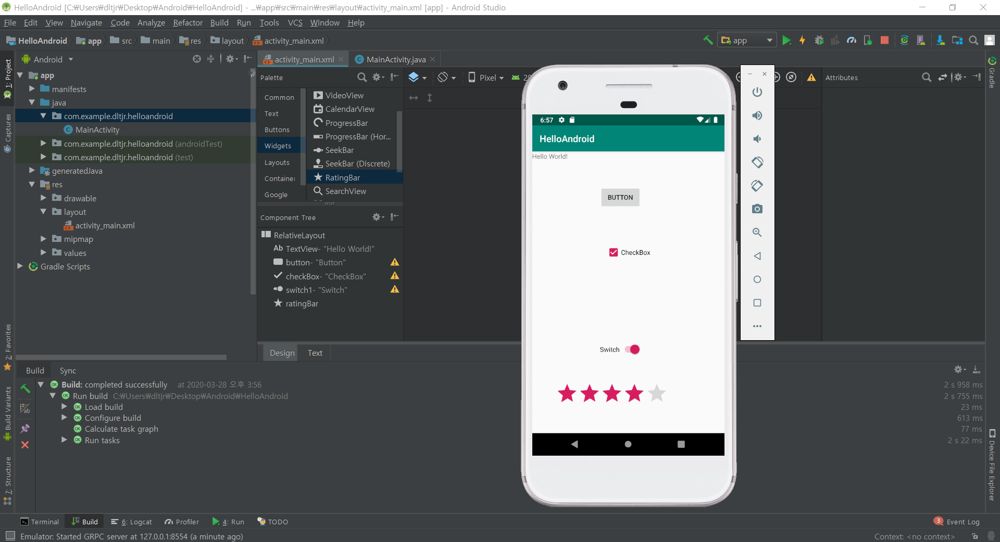 HelloAndroid [C:₩Users₩dltjr₩Desktop₩Android₩HelloAndroid] - ...₩app₩src₩main₩res₩layout₩activity_main.xml [app] - Android Studio
File Edit View Navigate Code Analyze Refactor Build Run Tools VCS Window Help
HelloAndroid app src main res layout activity_main.xml
app
1: Project
Captures
2: Favorites
Build Variants
7: Structure
Android
app
manifests
java
com.example.dltjr.helloandroid
MainActivity
com.example.dltjr.helloandroid (androidTest)
com.example.dltjr.helloandroid (test)
generatedJava
res
drawable
layout
activity_main.xml
mipmap
values
Gradle Scripts
activity_main.xml MainActivity.java
Palette
Common
Text
Buttons
Widgets
Layouts
Google
VideoView
CalendarView
ProgressBar
ProgressBar (Hor...
SeekBar
SeekBar (Discrete)
RatingBar
SearchView
Pixel
Component Tree
RelativeLayout
Ab TextView- "Hello World!"
button- "Button"
checkBox- "CheckBox"
switch1- "Switch"
ratingBar
Design Text
6:57
HelloAndroid
Hello World!
BUTTON
CheckBox
Switch
Attributes
Gradle
Device File Explorer
Build Sync
Build: completed successfully at 2020-03-28 오후 3:56 2 s 958 ms
Run build C:₩Users₩dltjr₩Desktop₩Android₩HelloAndroid 2 s 755 ms
Load build 23 ms
Configure build 613 ms
Calculate task graph 77 ms
Run tasks 2 s 22 ms
Terminal Build 6: Logcat Profiler 4: Run TODO 3 Event Log
Emulator: Started GRPC server at 127.0.0.1:8554 (a minute ago) Context: <no context>